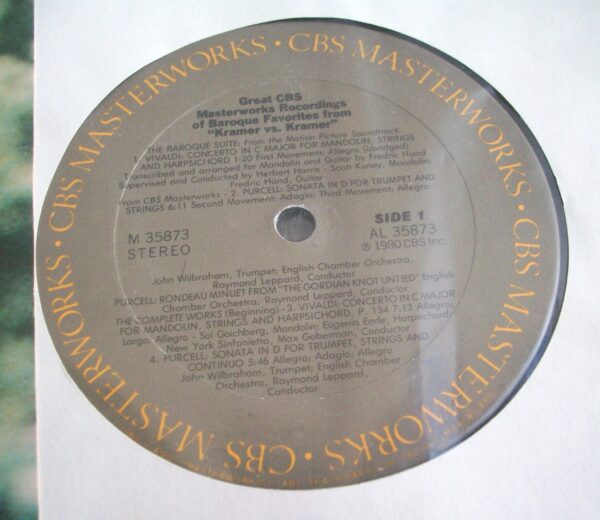 CBS MASTERWORKS • CBS MASTERWORKS • CBS MASTERWORKS • CBS MASTERWORKS •
Great CBS
Masterworks Recordings
of Baroque Favorites from
"Kramer vs. Kramer"
THE BAROQUE SUITE: From the Motion Picture Soundtrack
1. VIVALDI: CONCERTO IN C MAJOR FOR MANDOLIN, STRINGS
AND HARPSICHORD 1:20 First Movement: Allegro (abridged)
Transcribed and arranged for Mandolin and Guitar by Fredric Hand
Supervised and Conducted by Herbert Harris - Scott Kuney, Mandolin;
Fredric Hand, Guitar
From CBS Masterworks - 2. PURCELL: SONATA IN D FOR TRUMPET AND
STRINGS 6:11 Second Movement: Adagio; Third Movement: Allegro
M 35873
STEREO
SIDE 1
AL 35873
℗ 1980 CBS Inc.
John Wilbraham, Trumpet; English Chamber Orchestra,
Raymond Leppard, Conductor
PURCELL: RONDEAU MINUET FROM "THE GORDIAN KNOT UNTIED" English
Chamber Orchestra, Raymond Leppard, Conductor
THE COMPLETE WORKS (Beginning) - 3. VIVALDI: CONCERTO IN C MAJOR
FOR MANDOLIN, STRINGS AND HARPSICHORD, P. 134 7:13 Allegro;
Largo; Allegro - Sol Goichberg, Mandolin; Eugenia Earle, Harpsichord;
New York Sinfonietta, Max Goberman, Conductor
4. PURCELL: SONATA IN D FOR TRUMPET, STRINGS AND
CONTINUO 5:46 Allegro; Adagio; Allegro
John Wilbraham, Trumpet; English Chamber
Orchestra, Raymond Leppard,
Conductor